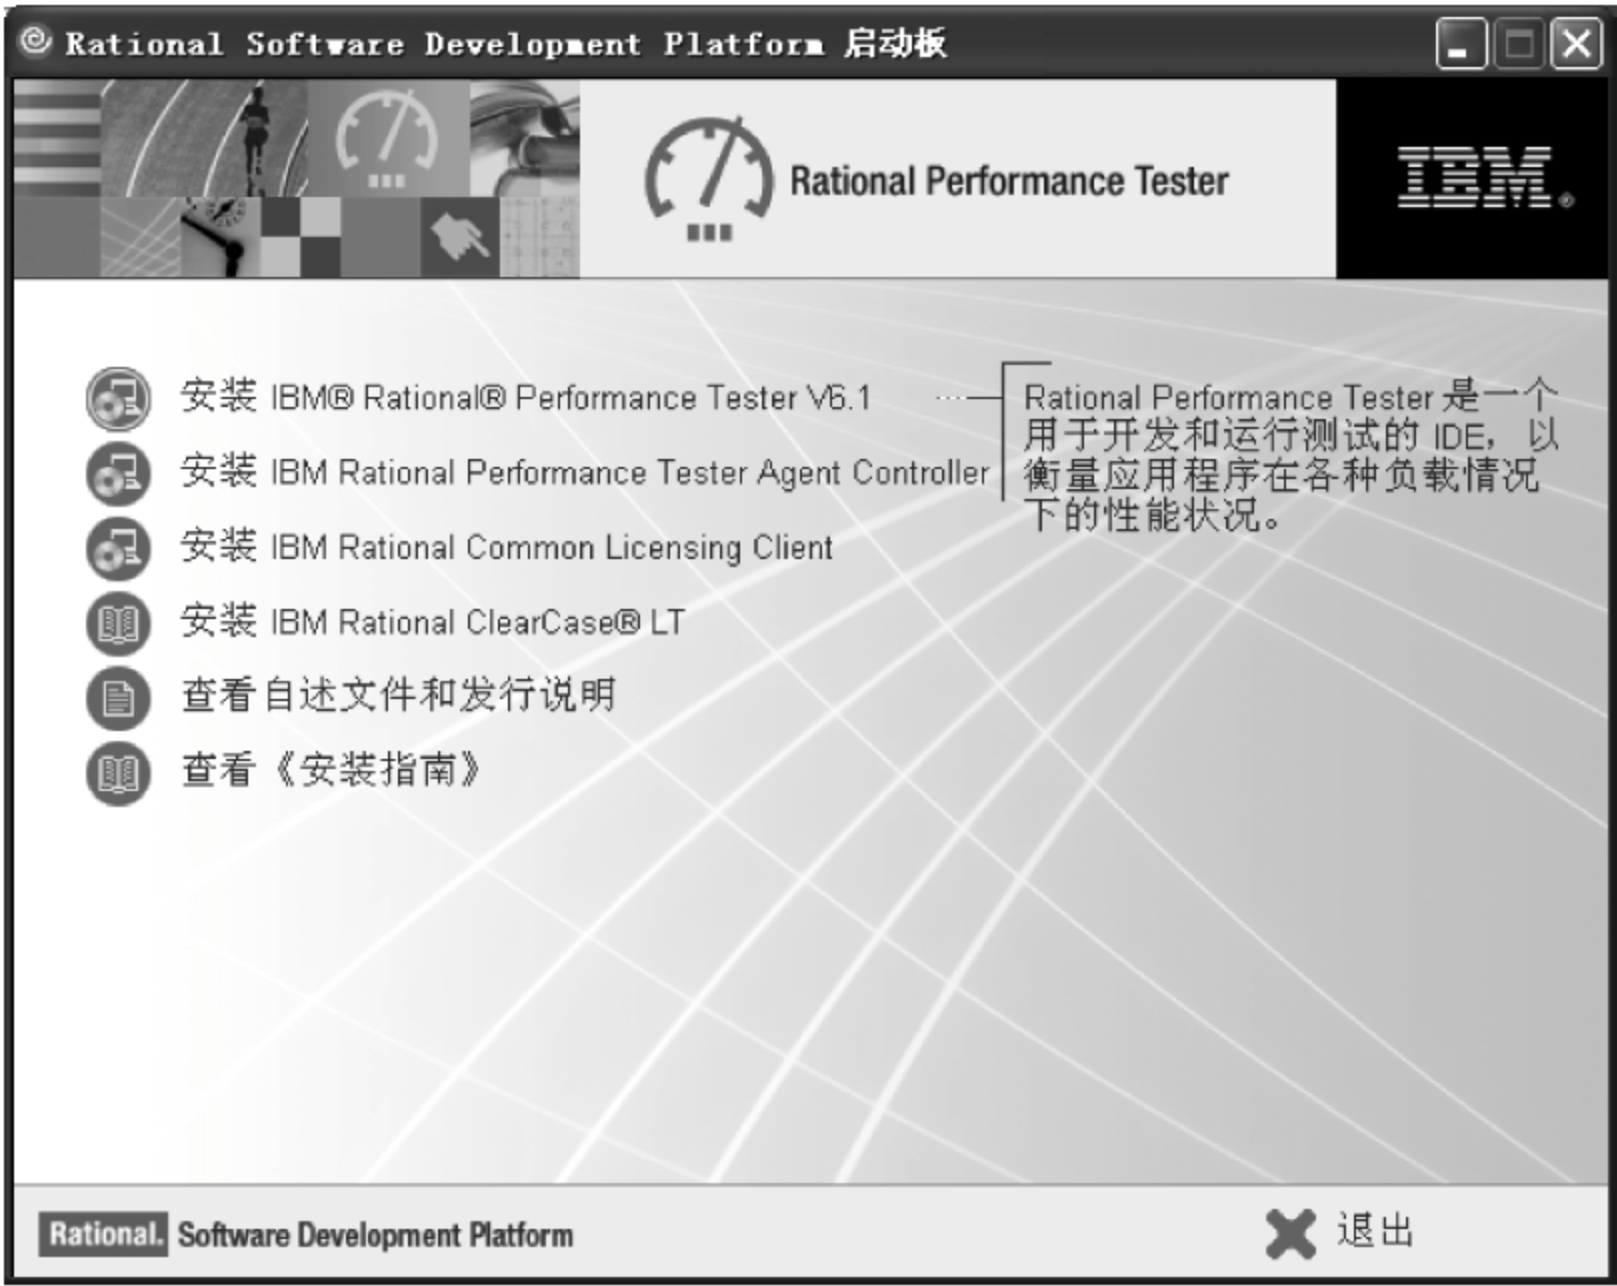 Rational Software Development Platform 启动板
Rational Performance Tester
IBM®
安装 IBM® Rational® Performance Tester V6.1
安装 IBM Rational Performance Tester Agent Controller
安装 IBM Rational Common Licensing Client
安装 IBM Rational ClearCase® LT
查看自述文件和发行说明
查看《安装指南》
Rational Performance Tester 是一个
用于开发和运行测试的 IDE，以
衡量应用程序在各种负载情况
下的性能状况。
Rational. Software Development Platform
退出